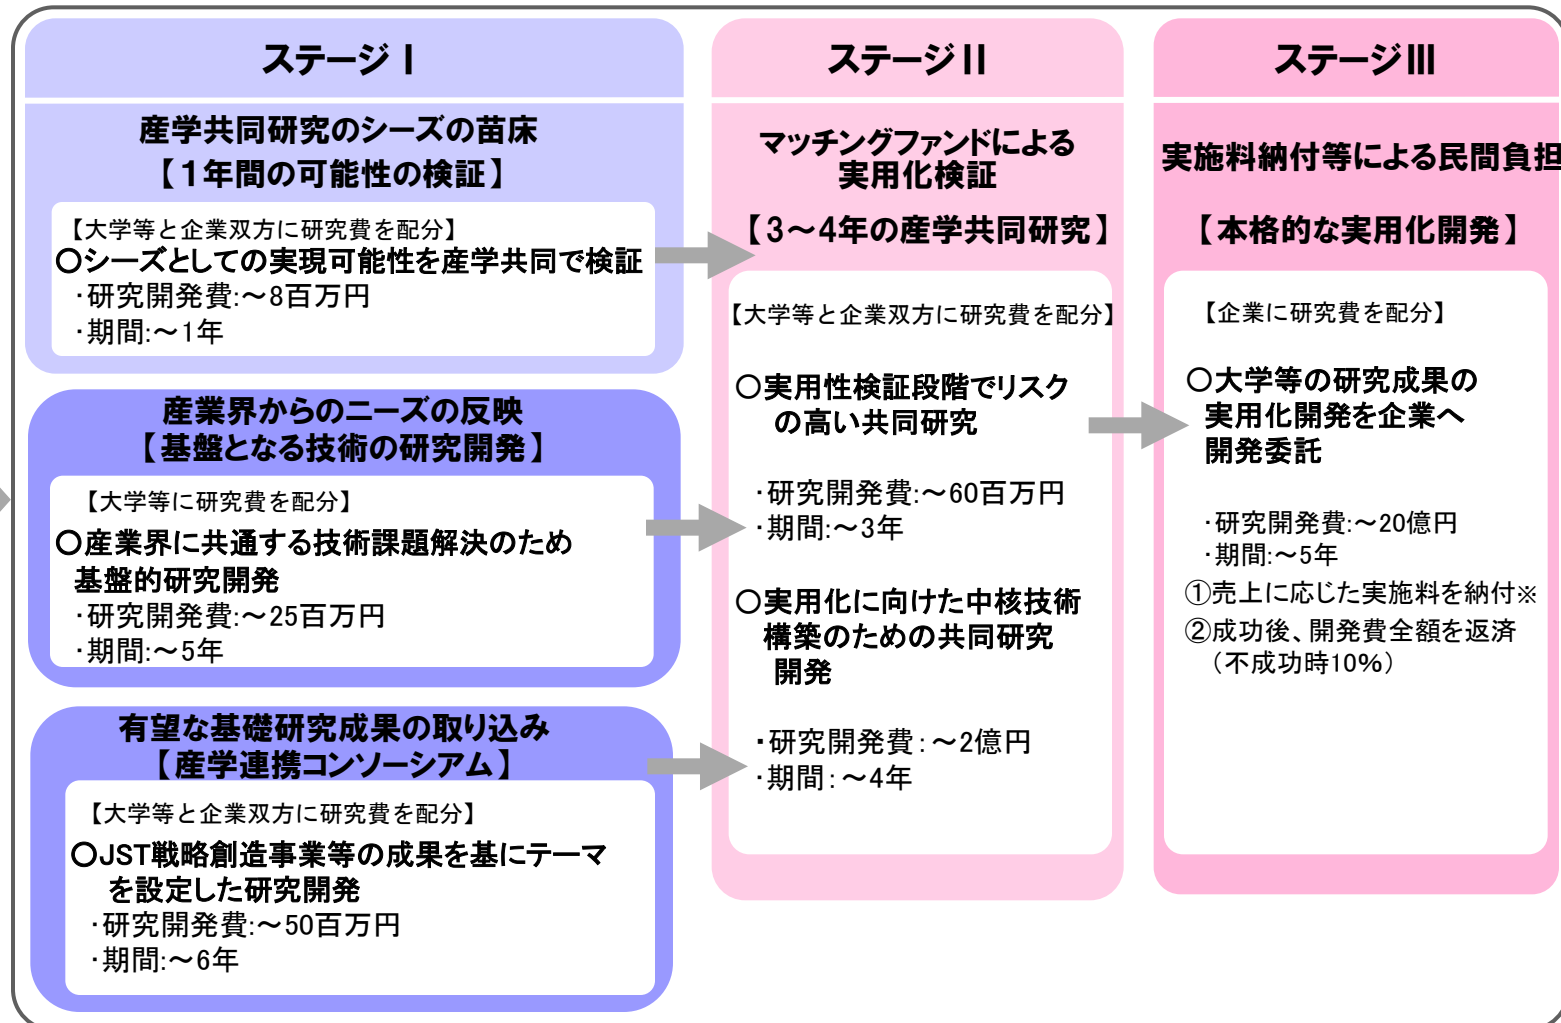 ステージⅠ
産学共同研究のシーズの苗床
【1年間の可能性の検証】
【大学等と企業双方に研究費を配分】
○シーズとしての実現可能性を産学共同で検証
・研究開発費:～8百万円
・期間:～1年
産業界からのニーズの反映
【基盤となる技術の研究開発】
【大学等に研究費を配分】
○産業界に共通する技術課題解決のため
基盤的研究開発
・研究開発費:～25百万円
・期間:～5年
有望な基礎研究成果の取り込み
【産学連携コンソーシアム】
【大学等と企業双方に研究費を配分】
○JST戦略創造事業等の成果を基にテーマ
を設定した研究開発
・研究開発費:～50百万円
・期間:～6年
ステージⅡ
マッチングファンドによる
実用化検証
【3～4年の産学共同研究】
【大学等と企業双方に研究費を配分】
○実用性検証段階でリスク
の高い共同研究
・研究開発費:～60百万円
・期間:～3年
○実用化に向けた中核技術
構築のための共同研究
開発
・研究開発費：～2億円
・期間：～4年
ステージⅢ
実施料納付等による民間負担
【本格的な実用化開発】
【企業に研究費を配分】
○大学等の研究成果の
実用化開発を企業へ
開発委託
・研究開発費:～20億円
・期間:～5年
①売上に応じた実施料を納付※
②成功後、開発費全額を返済
（不成功時10%）